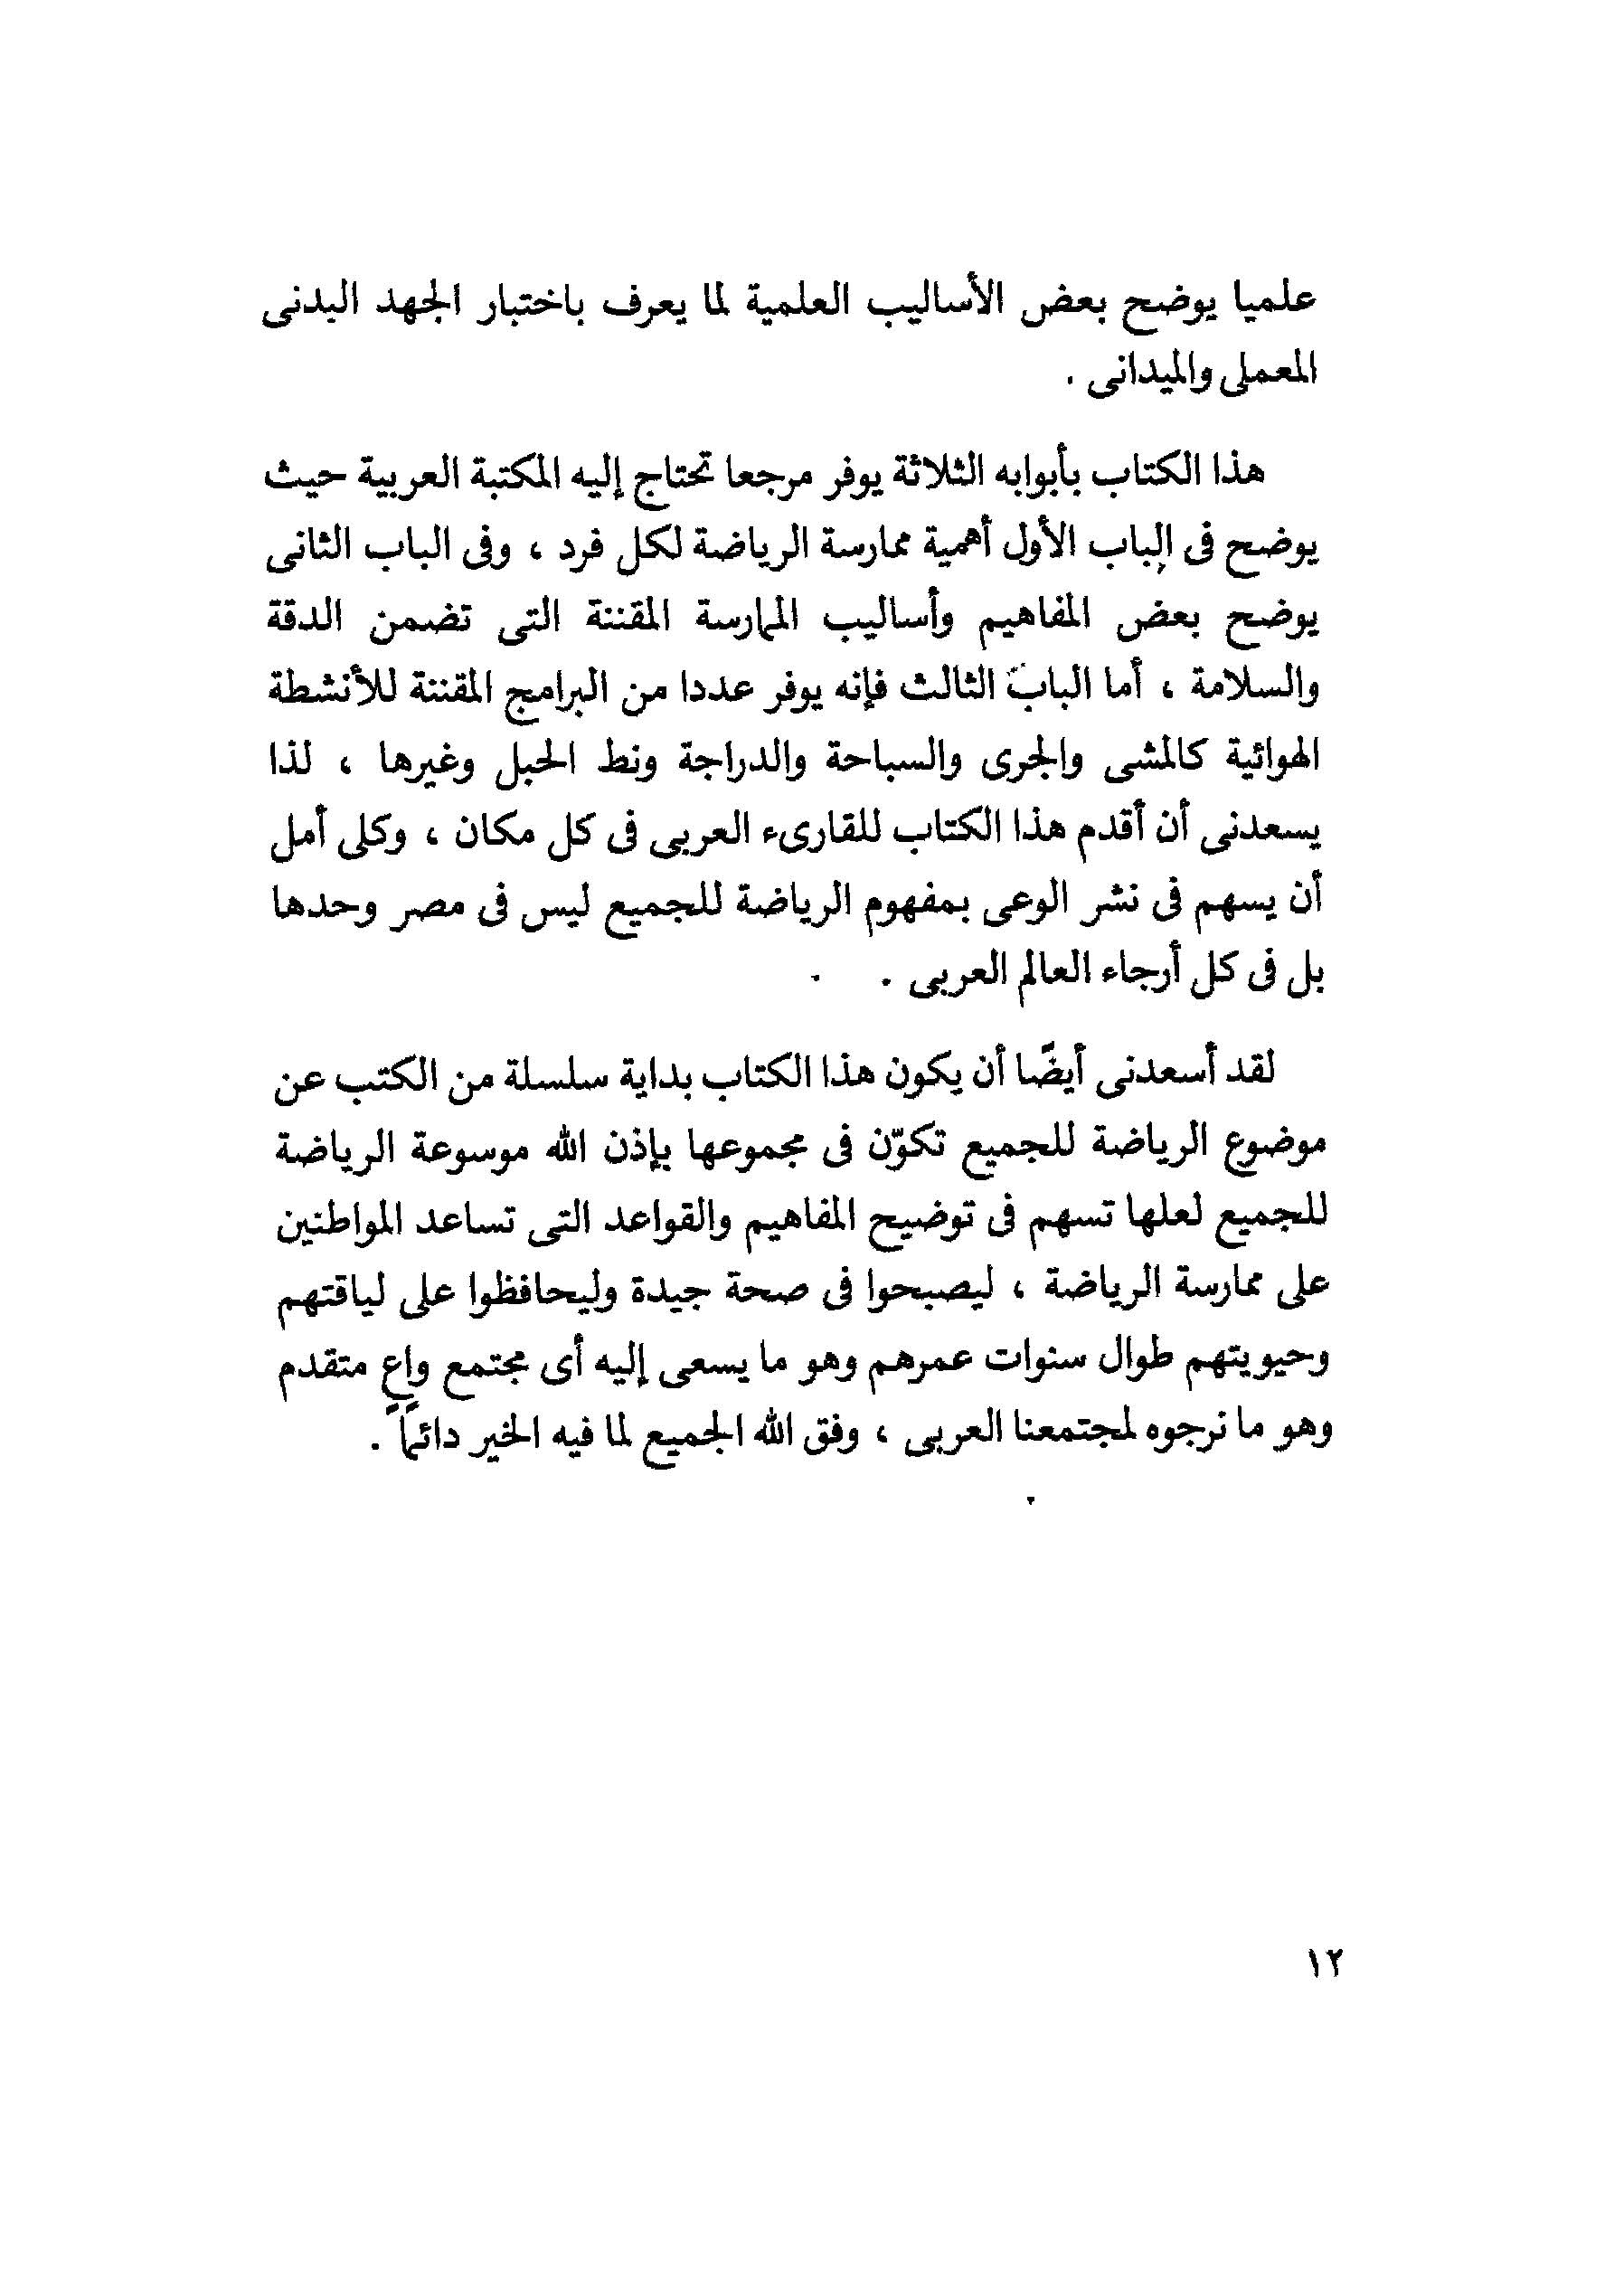 علميا يوضح بعض الأساليب العلمية لما يعرف باختبار الجهد البدنى
المعملى والميدانى .
هذا الكتاب بأبوابه الثلاثة يوفر مرجعا تحتاج إليه المكتبة العربية حيث
يوضح فى الباب الأول أهمية ممارسة الرياضة لكل فرد ، وفى الباب الثانى
يوضح بعض المفاهيم وأساليب الممارسة المقننة التى تضمن الدقة
والسلامة ، أما الباب الثالث فإنه يوفر عددا من البرامج المقننة للأنشطة
الهوائية كالمشى والجرى والسباحة والدراجة ونط الحبل وغيرها ، لذا
يسعدنى أن أقدم هذا الكتاب للقارىء العربى فى كل مكان ، وكلى أمل
أن يسهم فى نشر الوعى بمفهوم الرياضة للجميع ليس فى مصر وحدها
بل فى كل أرجاء العالم العربى .
لقد أسعدنى أيضًا أن يكون هذا الكتاب بداية سلسلة من الكتب عن
موضوع الرياضة للجميع تكوّن فى مجموعها بإذن الله موسوعة الرياضة
للجميع لعلها تسهم فى توضيح المفاهيم والقواعد التى تساعد المواطنين
على ممارسة الرياضة ، ليصبحوا فى صحة جيدة وليحافظوا على لياقتهم
وحيويتهم طوال سنوات عمرهم وهو ما يسعى إليه أى مجتمع واعٍ متقدم
وهو ما نرجوه لمجتمعنا العربى ، وفق الله الجميع لما فيه الخير دائماً .
١٢